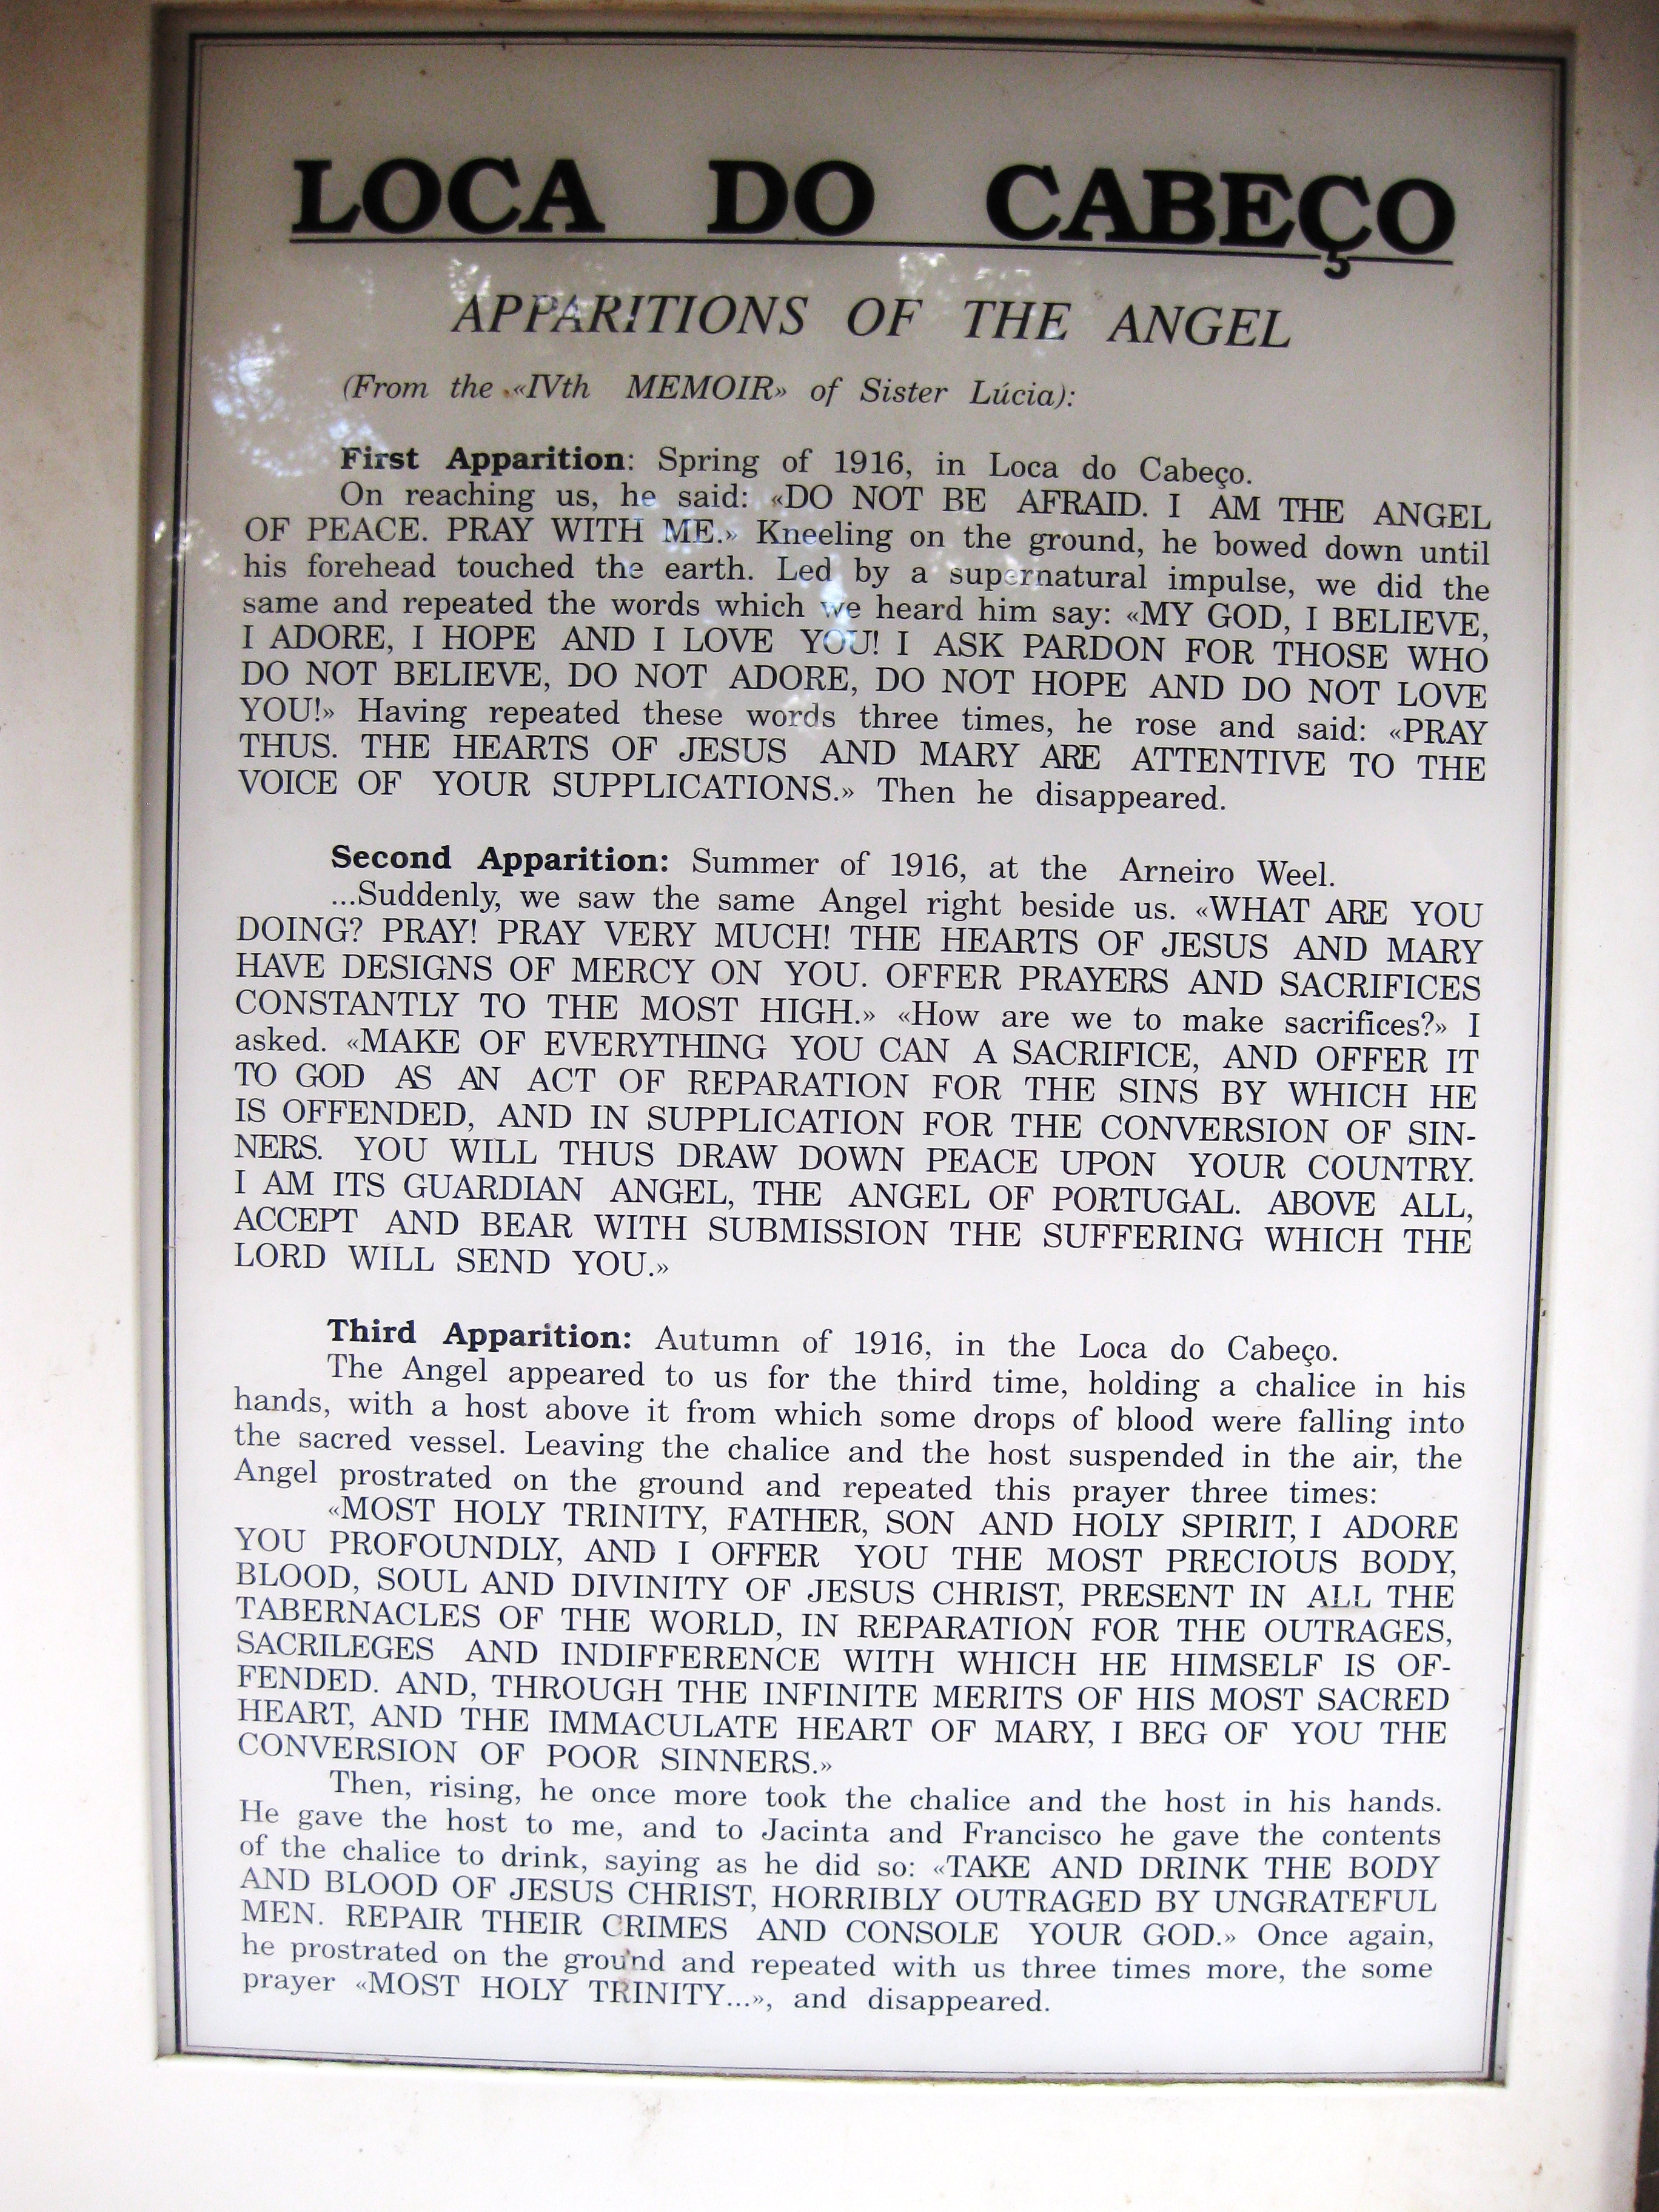 LOCA DO CABEÇO
APPARITIONS OF THE ANGEL
(From the «IVth MEMOIR» of Sister Lúcia):
First Apparition: Spring of 1916, in Loca do Cabeço.
On reaching us, he said: «DO NOT BE AFRAID. I AM THE ANGEL
OF PEACE. PRAY WITH ME.» Kneeling on the ground, he bowed down until
his forehead touched the earth. Led by a supernatural impulse, we did the
same and repeated the words which we heard him say: «MY GOD, I BELIEVE,
I ADORE, I HOPE AND I LOVE YOU! I ASK PARDON FOR THOSE WHO
DO NOT BELIEVE, DO NOT ADORE, DO NOT HOPE AND DO NOT LOVE
YOU!» Having repeated these words three times, he rose and said: «PRAY
THUS. THE HEARTS OF JESUS AND MARY ARE ATTENTIVE TO THE
VOICE OF YOUR SUPPLICATIONS.» Then he disappeared.
Second Apparition: Summer of 1916, at the Arneiro Weel.
...Suddenly, we saw the same Angel right beside us. «WHAT ARE YOU
DOING? PRAY! PRAY VERY MUCH! THE HEARTS OF JESUS AND MARY
HAVE DESIGNS OF MERCY ON YOU. OFFER PRAYERS AND SACRIFICES
CONSTANTLY TO THE MOST HIGH.» «How are we to make sacrifices?» I
asked. «MAKE OF EVERYTHING YOU CAN A SACRIFICE, AND OFFER IT
TO GOD AS AN ACT OF REPARATION FOR THE SINS BY WHICH HE
IS OFFENDED, AND IN SUPPLICATION FOR THE CONVERSION OF SIN-
NERS. YOU WILL THUS DRAW DOWN PEACE UPON YOUR COUNTRY.
I AM ITS GUARDIAN ANGEL, THE ANGEL OF PORTUGAL. ABOVE ALL,
ACCEPT AND BEAR WITH SUBMISSION THE SUFFERING WHICH THE
LORD WILL SEND YOU.»
Third Apparition: Autumn of 1916, in the Loca do Cabeço.
The Angel appeared to us for the third time, holding a chalice in his
hands, with a host above it from which some drops of blood were falling into
the sacred vessel. Leaving the chalice and the host suspended in the air, the
Angel prostrated on the ground and repeated this prayer three times:
«MOST HOLY TRINITY, FATHER, SON AND HOLY SPIRIT, I ADORE
YOU PROFOUNDLY, AND I OFFER YOU THE MOST PRECIOUS BODY,
BLOOD, SOUL AND DIVINITY OF JESUS CHRIST, PRESENT IN ALL THE
TABERNACLES OF THE WORLD, IN REPARATION FOR THE OUTRAGES,
SACRILEGES AND INDIFFERENCE WITH WHICH HE HIMSELF IS OF-
FENDED. AND, THROUGH THE INFINITE MERITS OF HIS MOST SACRED
HEART, AND THE IMMACULATE HEART OF MARY, I BEG OF YOU THE
CONVERSION OF POOR SINNERS.»
Then, rising, he once more took the chalice and the host in his hands.
He gave the host to me, and to Jacinta and Francisco he gave the contents
of the chalice to drink, saying as he did so: «TAKE AND DRINK THE BODY
AND BLOOD OF JESUS CHRIST, HORRIBLY OUTRAGED BY UNGRATEFUL
MEN. REPAIR THEIR CRIMES AND CONSOLE YOUR GOD.» Once again,
he prostrated on the ground and repeated with us three times more, the some
prayer «MOST HOLY TRINITY...», and disappeared.